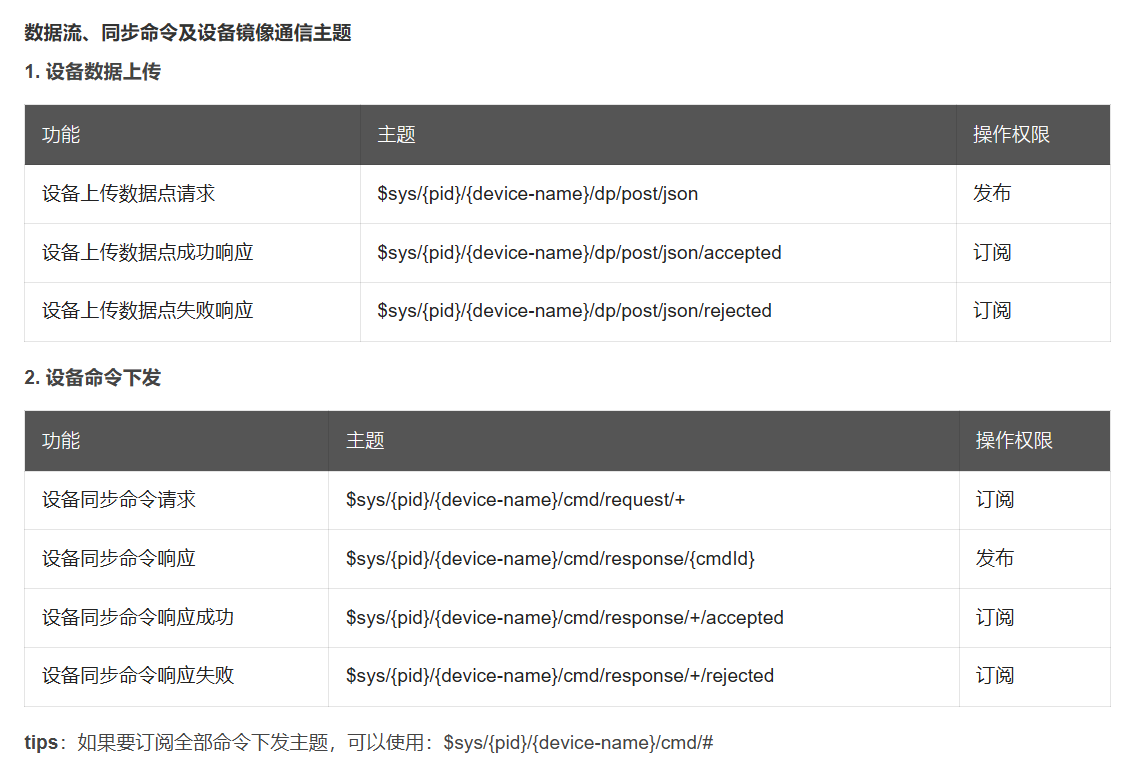 数据流、同步命令及设备镜像通信主题
1. 设备数据上传
功能 主题 操作权限
设备上传数据点请求 $sys/{pid}/{device-name}/dp/post/json 发布
设备上传数据点成功响应 $sys/{pid}/{device-name}/dp/post/json/accepted 订阅
设备上传数据点失败响应 $sys/{pid}/{device-name}/dp/post/json/rejected 订阅
2. 设备命令下发
功能 主题 操作权限
设备同步命令请求 $sys/{pid}/{device-name}/cmd/request/+ 订阅
设备同步命令响应 $sys/{pid}/{device-name}/cmd/response/{cmdId} 发布
设备同步命令响应成功 $sys/{pid}/{device-name}/cmd/response/+/accepted 订阅
设备同步命令响应失败 $sys/{pid}/{device-name}/cmd/response/+/rejected 订阅
tips：如果要订阅全部命令下发主题，可以使用：$sys/{pid}/{device-name}/cmd/#